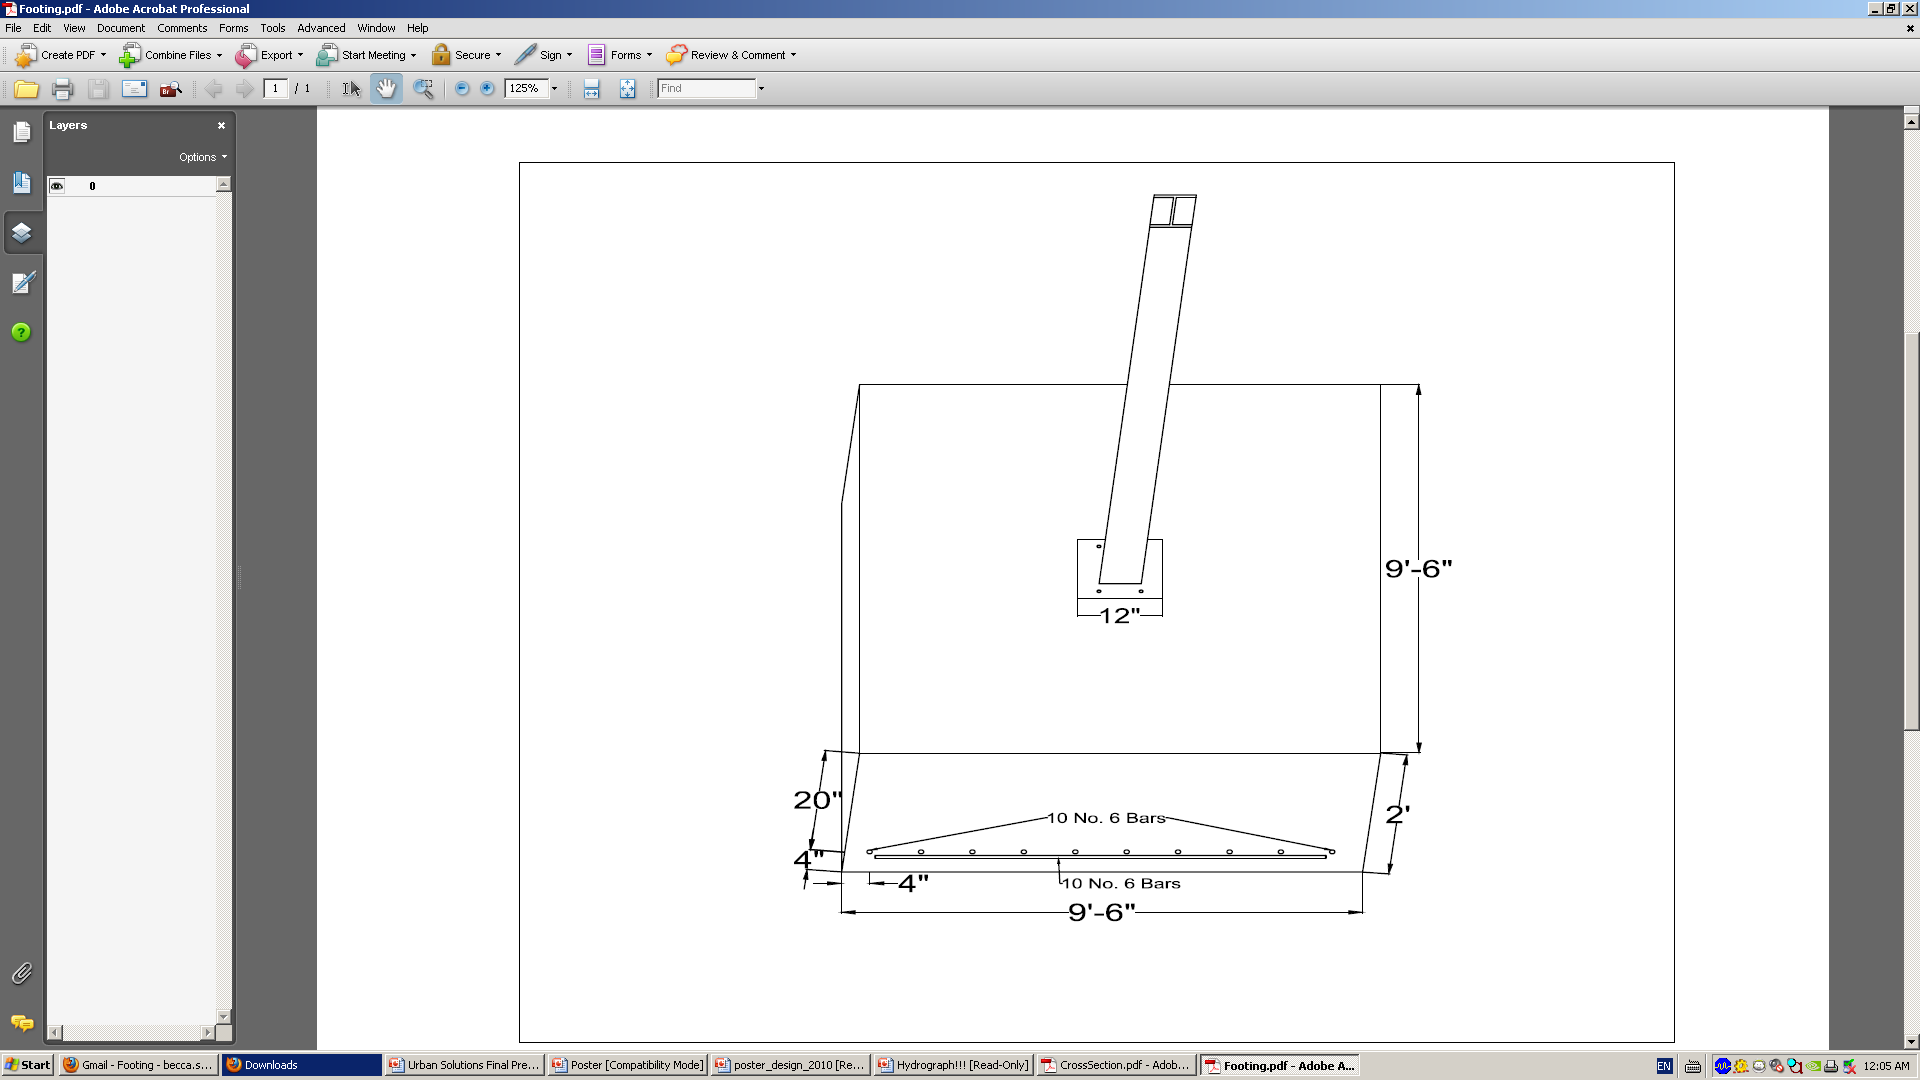 Footing.pdf - Adobe Acrobat Professional
File Edit View Document Comments Forms Tools Advanced Window Help
Create PDF Combine Files Export Start Meeting Secure Sign Forms Review & Comment
1 / 1 125% Find
Layers
Options
0
9'-6"
12"
20"
2'
10 No. 6 Bars
4"
4"
10 No. 6 Bars
9'-6"
Start Gmail - Footing - becca.s... Downloads Urban Solutions Final Pre... Poster [Compatibility Mode] poster_design_2010 [Re... Hydrograph!!! [Read-Only] CrossSection.pdf - Adob... Footing.pdf - Adobe A... EN 12:05 AM